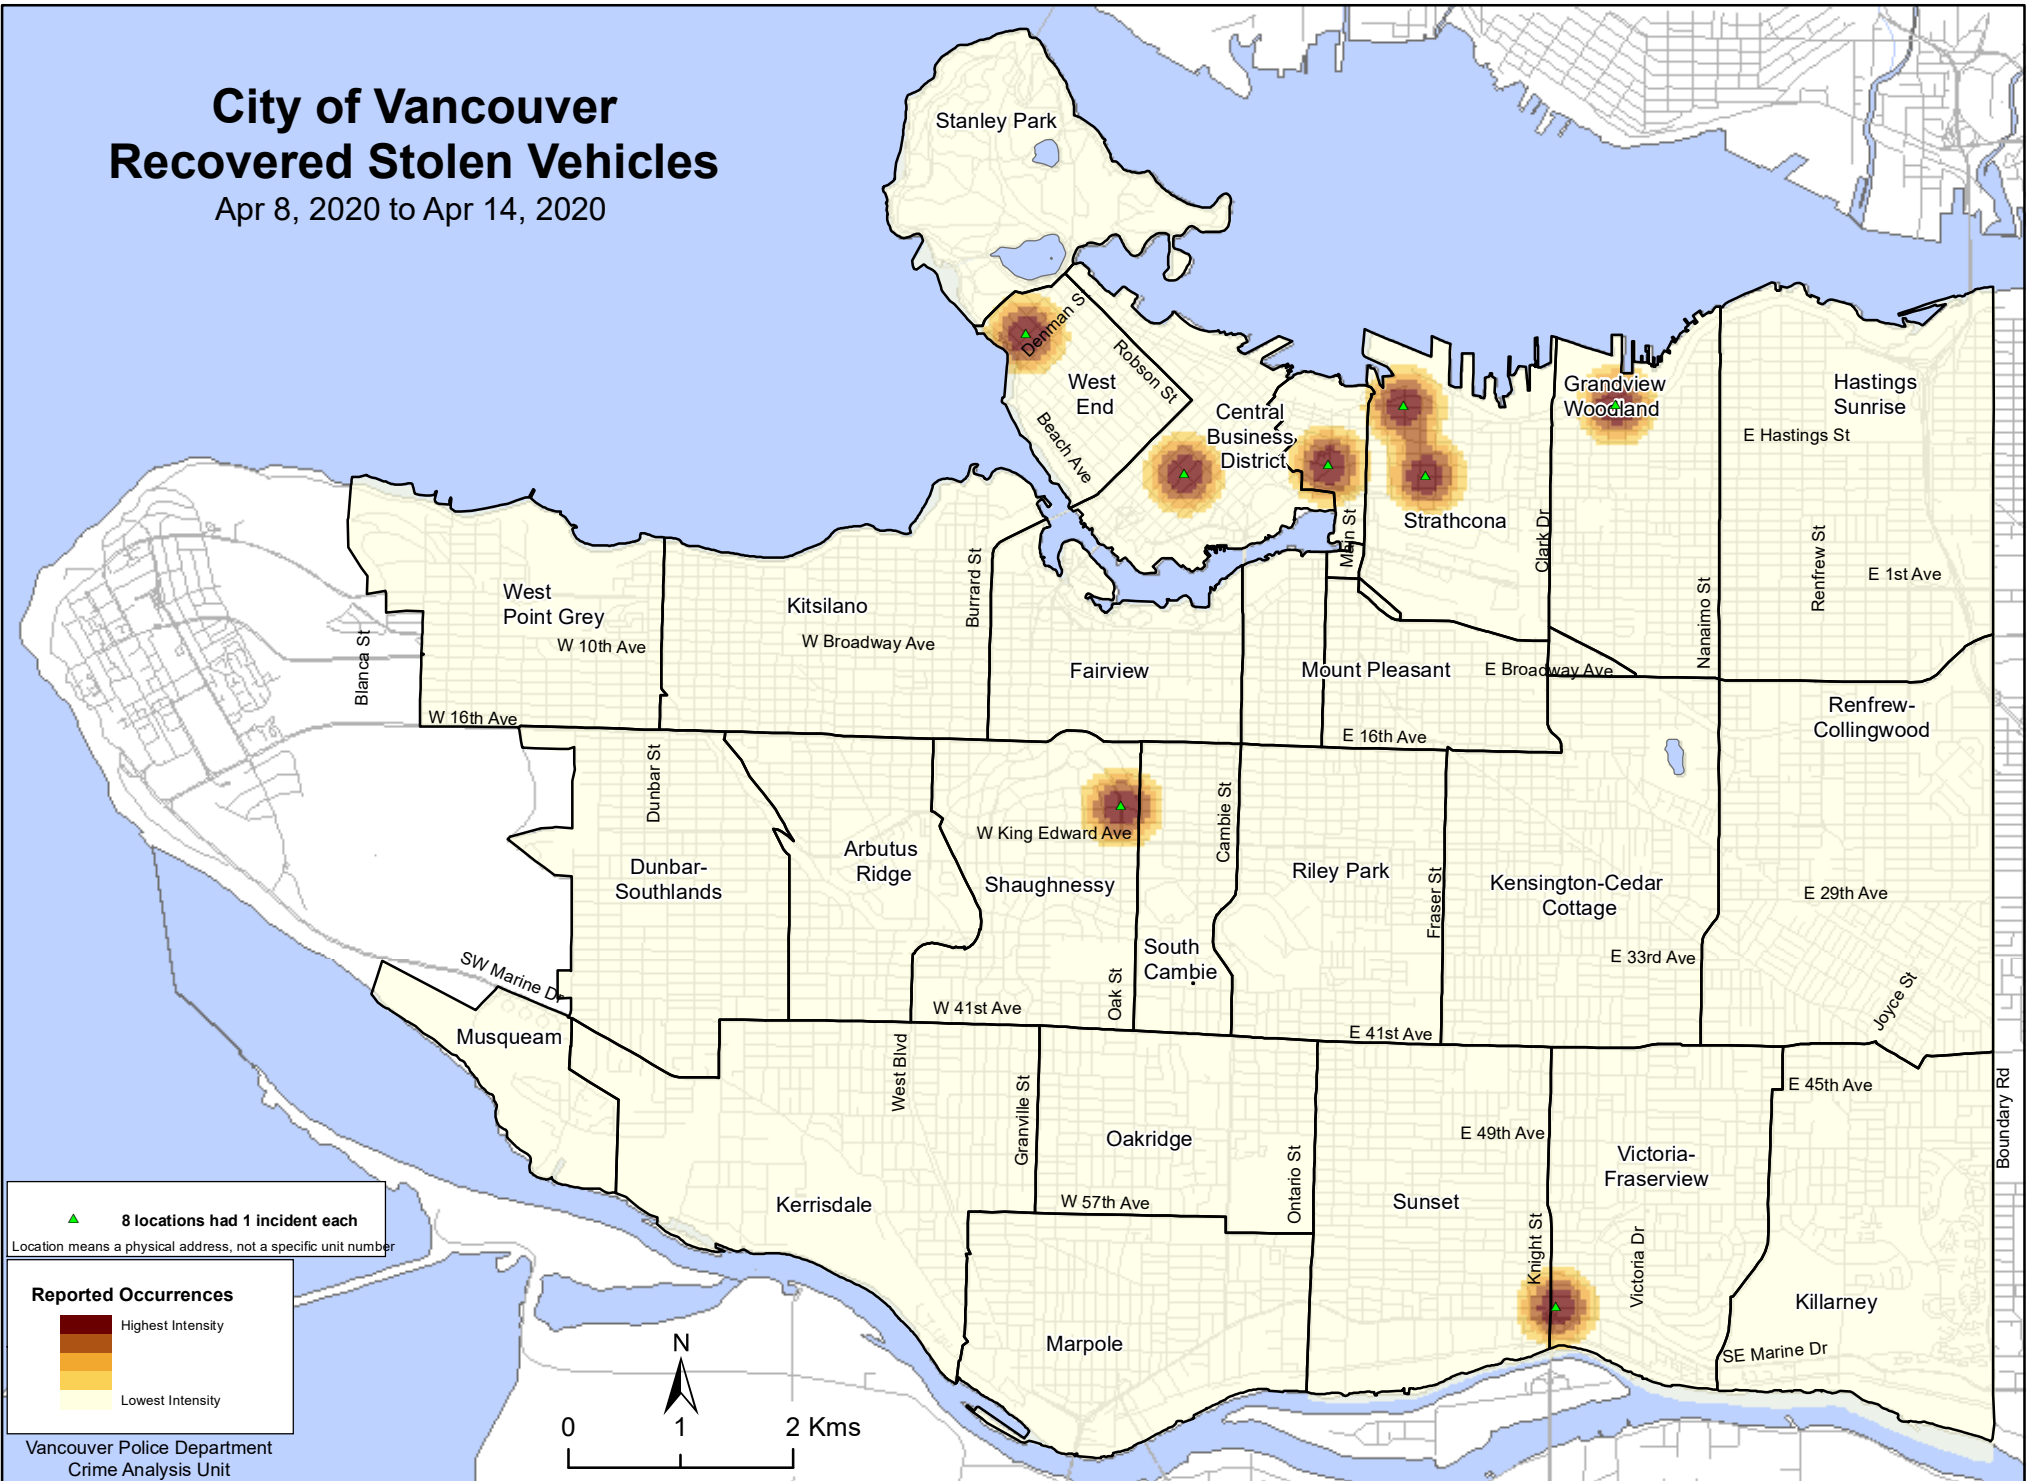 City of Vancouver
Recovered Stolen Vehicles
Apr 8, 2020 to Apr 14, 2020
Stanley Park
Denman S
Robson St
West
End
Beach Ave
Central
Business
District
Grandview
Woodland
Hastings
Sunrise
E Hastings St
Strathcona
Main St
Clark Dr
Nanaimo St
Renfrew St
E 1st Ave
West
Point Grey
W 10th Ave
Blanca St
W 16th Ave
Kitsilano
W Broadway Ave
Burrard St
Fairview
Mount Pleasant
E Broadway Ave
E 16th Ave
Renfrew-
Collingwood
Dunbar St
Dunbar-
Southlands
Arbutus
Ridge
W King Edward Ave
Shaughnessy
Cambie St
Riley Park
Fraser St
Kensington-Cedar
Cottage
E 29th Ave
E 33rd Ave
South
Cambie
Oak St
SW Marine Dr
W 41st Ave
E 41st Ave
Joyce St
Musqueam
West Blvd
Granville St
Oakridge
W 57th Ave
Ontario St
E 49th Ave
E 45th Ave
Boundary Rd
Victoria-
Fraserview
Kerrisdale
Sunset
Knight St
Victoria Dr
Killarney
Marpole
SE Marine Dr
8 locations had 1 incident each
Location means a physical address, not a specific unit number
Reported Occurrences
Highest Intensity
Lowest Intensity
N
0 1 2 Kms
Vancouver Police Department
Crime Analysis Unit